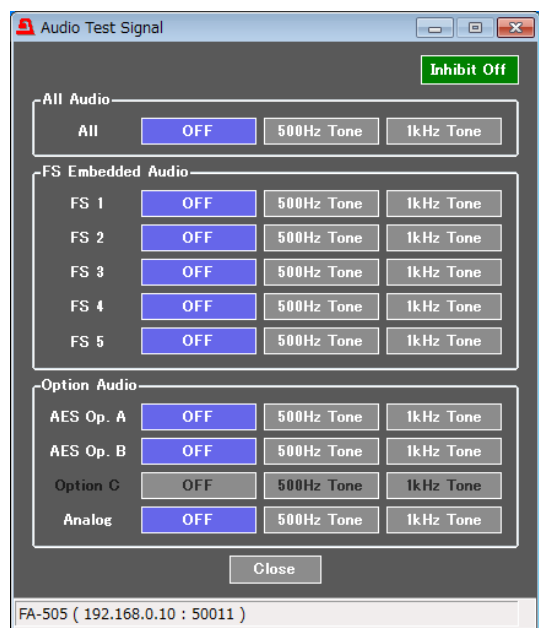 Audio Test Signal
Inhibit Off
All Audio
All OFF 500Hz Tone 1kHz Tone
FS Embedded Audio
FS 1 OFF 500Hz Tone 1kHz Tone
FS 2 OFF 500Hz Tone 1kHz Tone
FS 3 OFF 500Hz Tone 1kHz Tone
FS 4 OFF 500Hz Tone 1kHz Tone
FS 5 OFF 500Hz Tone 1kHz Tone
Option Audio
AES Op. A OFF 500Hz Tone 1kHz Tone
AES Op. B OFF 500Hz Tone 1kHz Tone
Option C OFF 500Hz Tone 1kHz Tone
Analog OFF 500Hz Tone 1kHz Tone
Close
FA-505 ( 192.168.0.10 : 50011 )